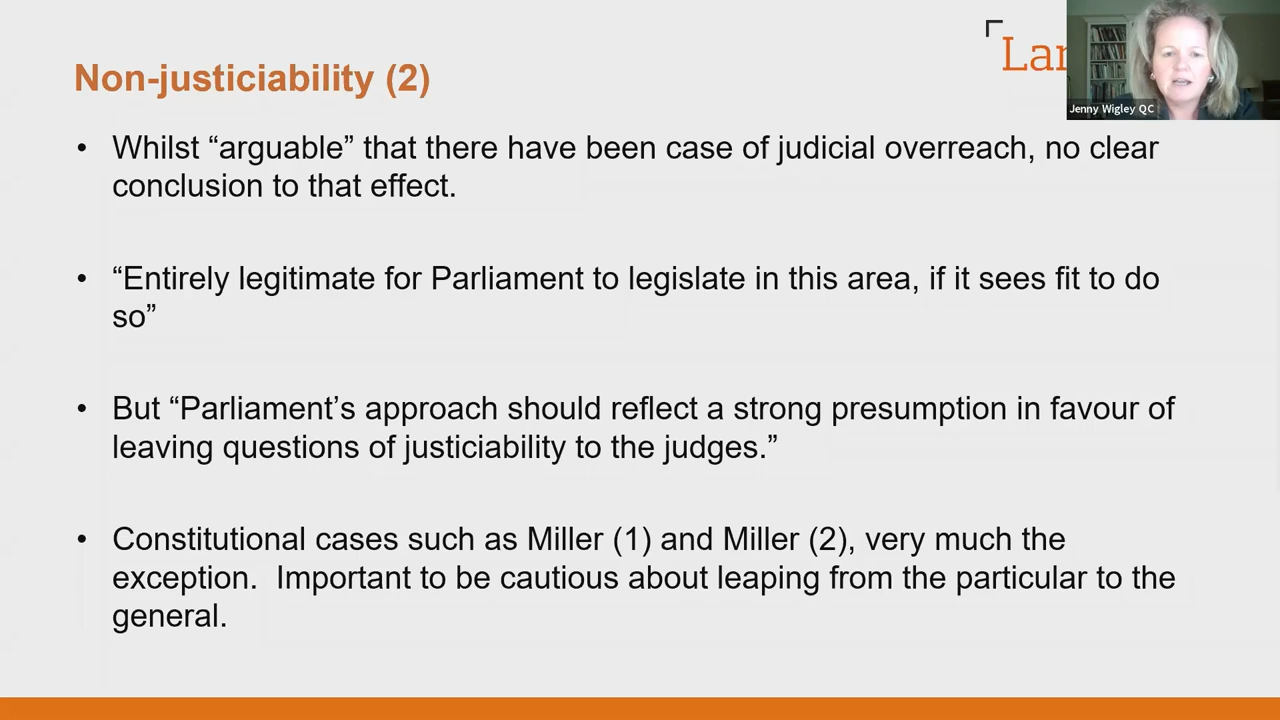 Non-justiciability (2)
Lan
Jenny Wigley QC
• Whilst “arguable” that there have been case of judicial overreach, no clear
conclusion to that effect.
• “Entirely legitimate for Parliament to legislate in this area, if it sees fit to do
so”
• But “Parliament’s approach should reflect a strong presumption in favour of
leaving questions of justiciability to the judges.”
• Constitutional cases such as Miller (1) and Miller (2), very much the
exception.  Important to be cautious about leaping from the particular to the
general.